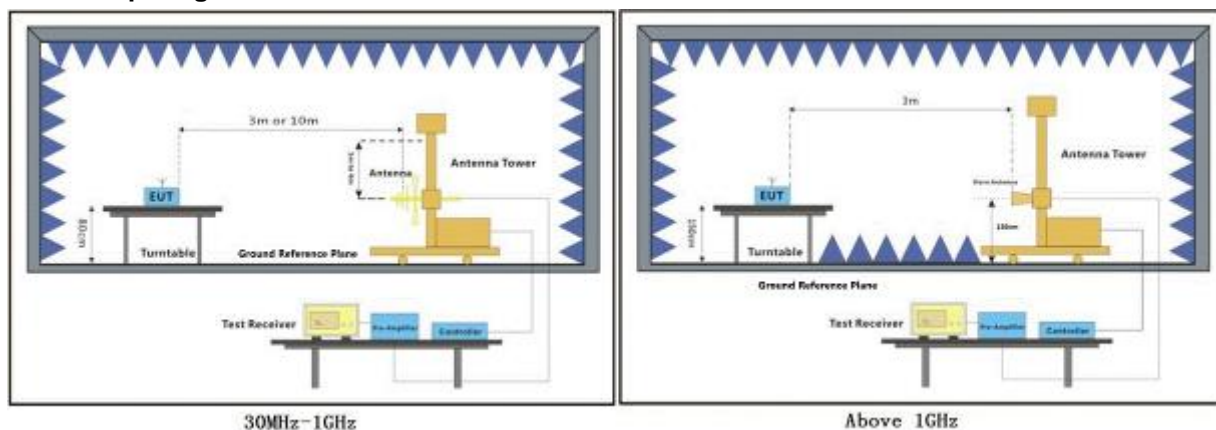 3m or 10m
Antenna
Antenna Tower
EUT
80cm
Turntable
Ground Reference Plane
Test Receiver
Pre-Amplifier
Controller
30MHz-1GHz
3m
Antenna Tower
Horn Antenna
EUT
150cm
150cm
Turntable
Ground Reference Plane
Test Receiver
Pre-Amplifier
Controller
Above 1GHz